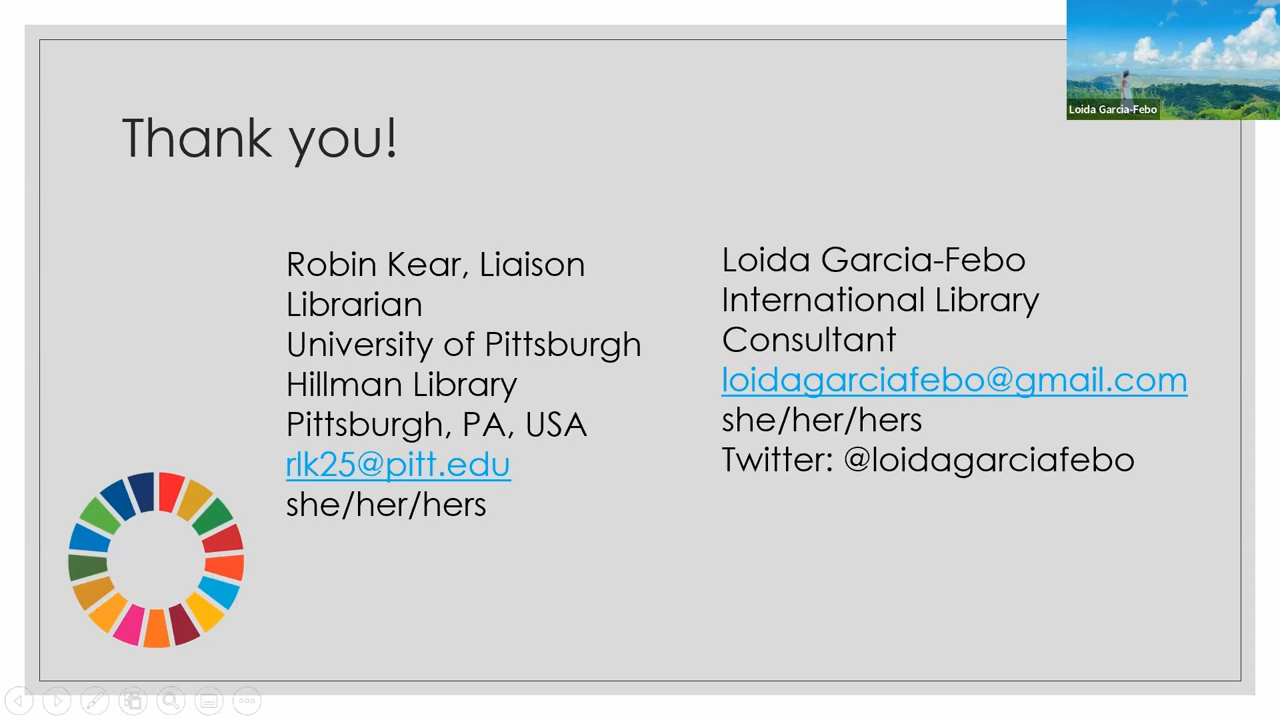 Loida Garcia-Febo
Thank you!
Robin Kear, Liaison
Librarian
University of Pittsburgh
Hillman Library
Pittsburgh, PA, USA
rlk25@pitt.edu
she/her/hers
Loida Garcia-Febo
International Library
Consultant
loidagarciafebo@gmail.com
she/her/hers
Twitter: @loidagarciafebo